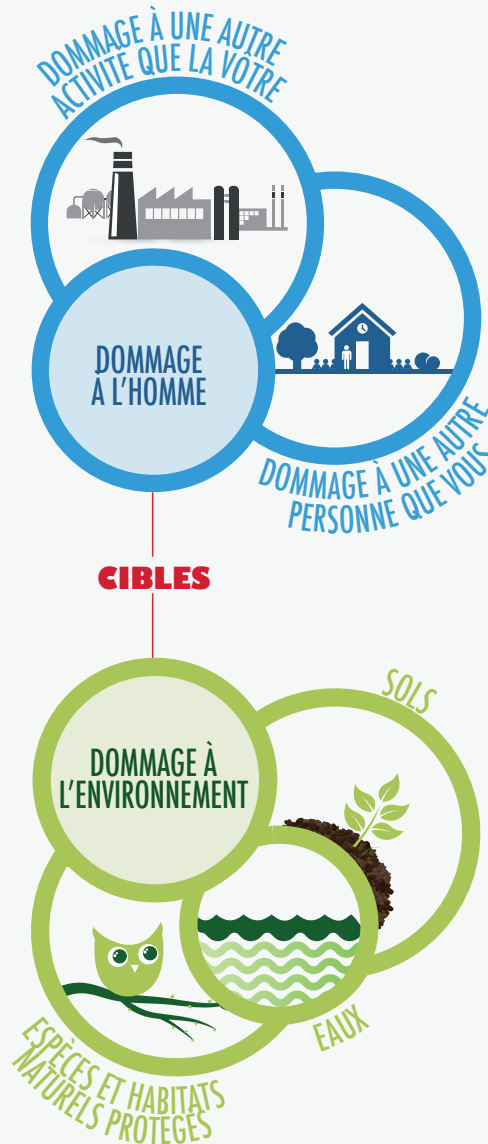 DOMMAGE À UNE AUTRE
ACTIVITÉ QUE LA VÔTRE
DOMMAGE
À L'HOMME
DOMMAGE À UNE AUTRE
PERSONNE QUE VOUS
CIBLES
SOLS
DOMMAGE À
L'ENVIRONNEMENT
EAUX
ESPÈCES ET HABITATS
NATURELS PROTÉGÉS